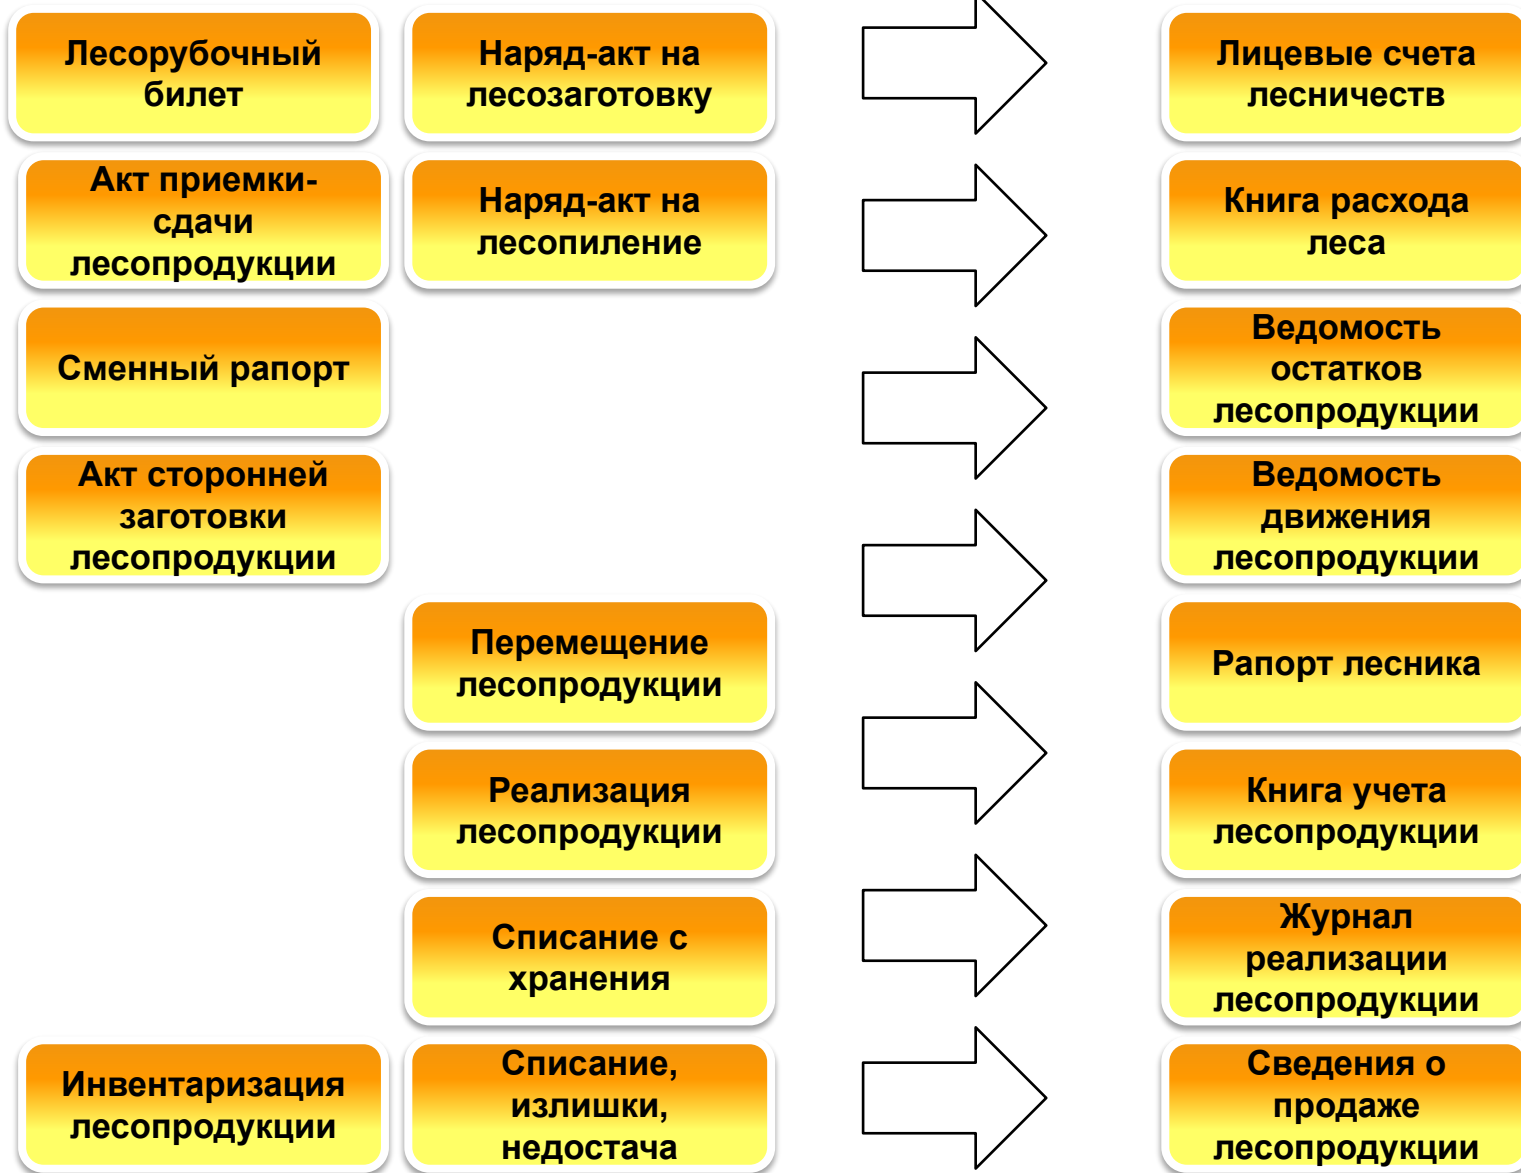 Лесорубочный
билет
Наряд-акт на
лесозаготовку
Лицевые счета
лесничеств
Акт приемки-
сдачи
лесопродукции
Наряд-акт на
лесопиление
Книга расхода
леса
Сменный рапорт
Ведомость
остатков
лесопродукции
Акт сторонней
заготовки
лесопродукции
Ведомость
движения
лесопродукции
Перемещение
лесопродукции
Рапорт лесника
Реализация
лесопродукции
Книга учета
лесопродукции
Списание с
хранения
Журнал
реализации
лесопродукции
Инвентаризация
лесопродукции
Списание,
излишки,
недостача
Сведения о
продаже
лесопродукции